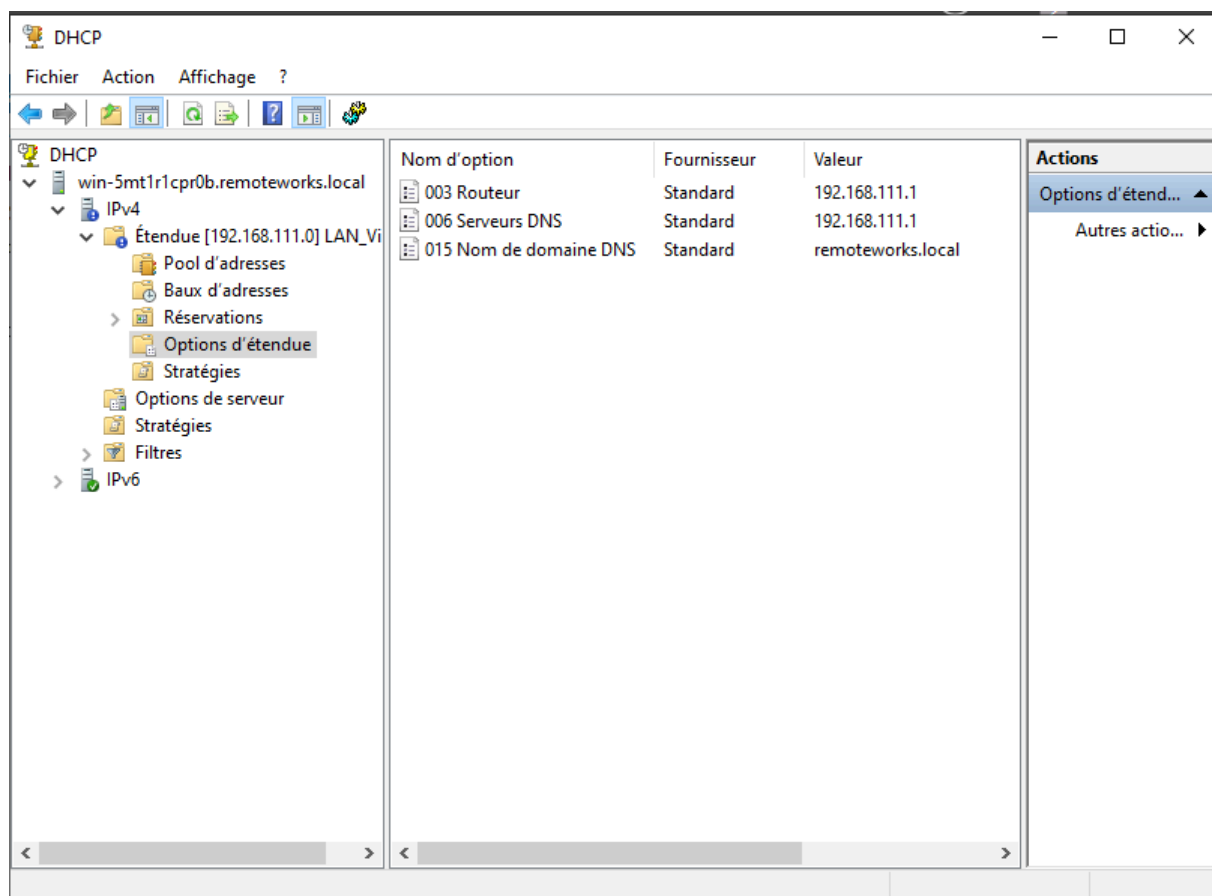 DHCP
Fichier Action Affichage ?
DHCP
win-5mt1r1cpr0b.remoteworks.local
IPv4
Étendue [192.168.111.0] LAN_Vi
Pool d'adresses
Baux d'adresses
Réservations
Options d'étendue
Stratégies
Options de serveur
Stratégies
Filtres
IPv6
Nom d'option Fournisseur Valeur
003 Routeur Standard 192.168.111.1
006 Serveurs DNS Standard 192.168.111.1
015 Nom de domaine DNS Standard remoteworks.local
Actions
Options d'étend...
Autres actio...